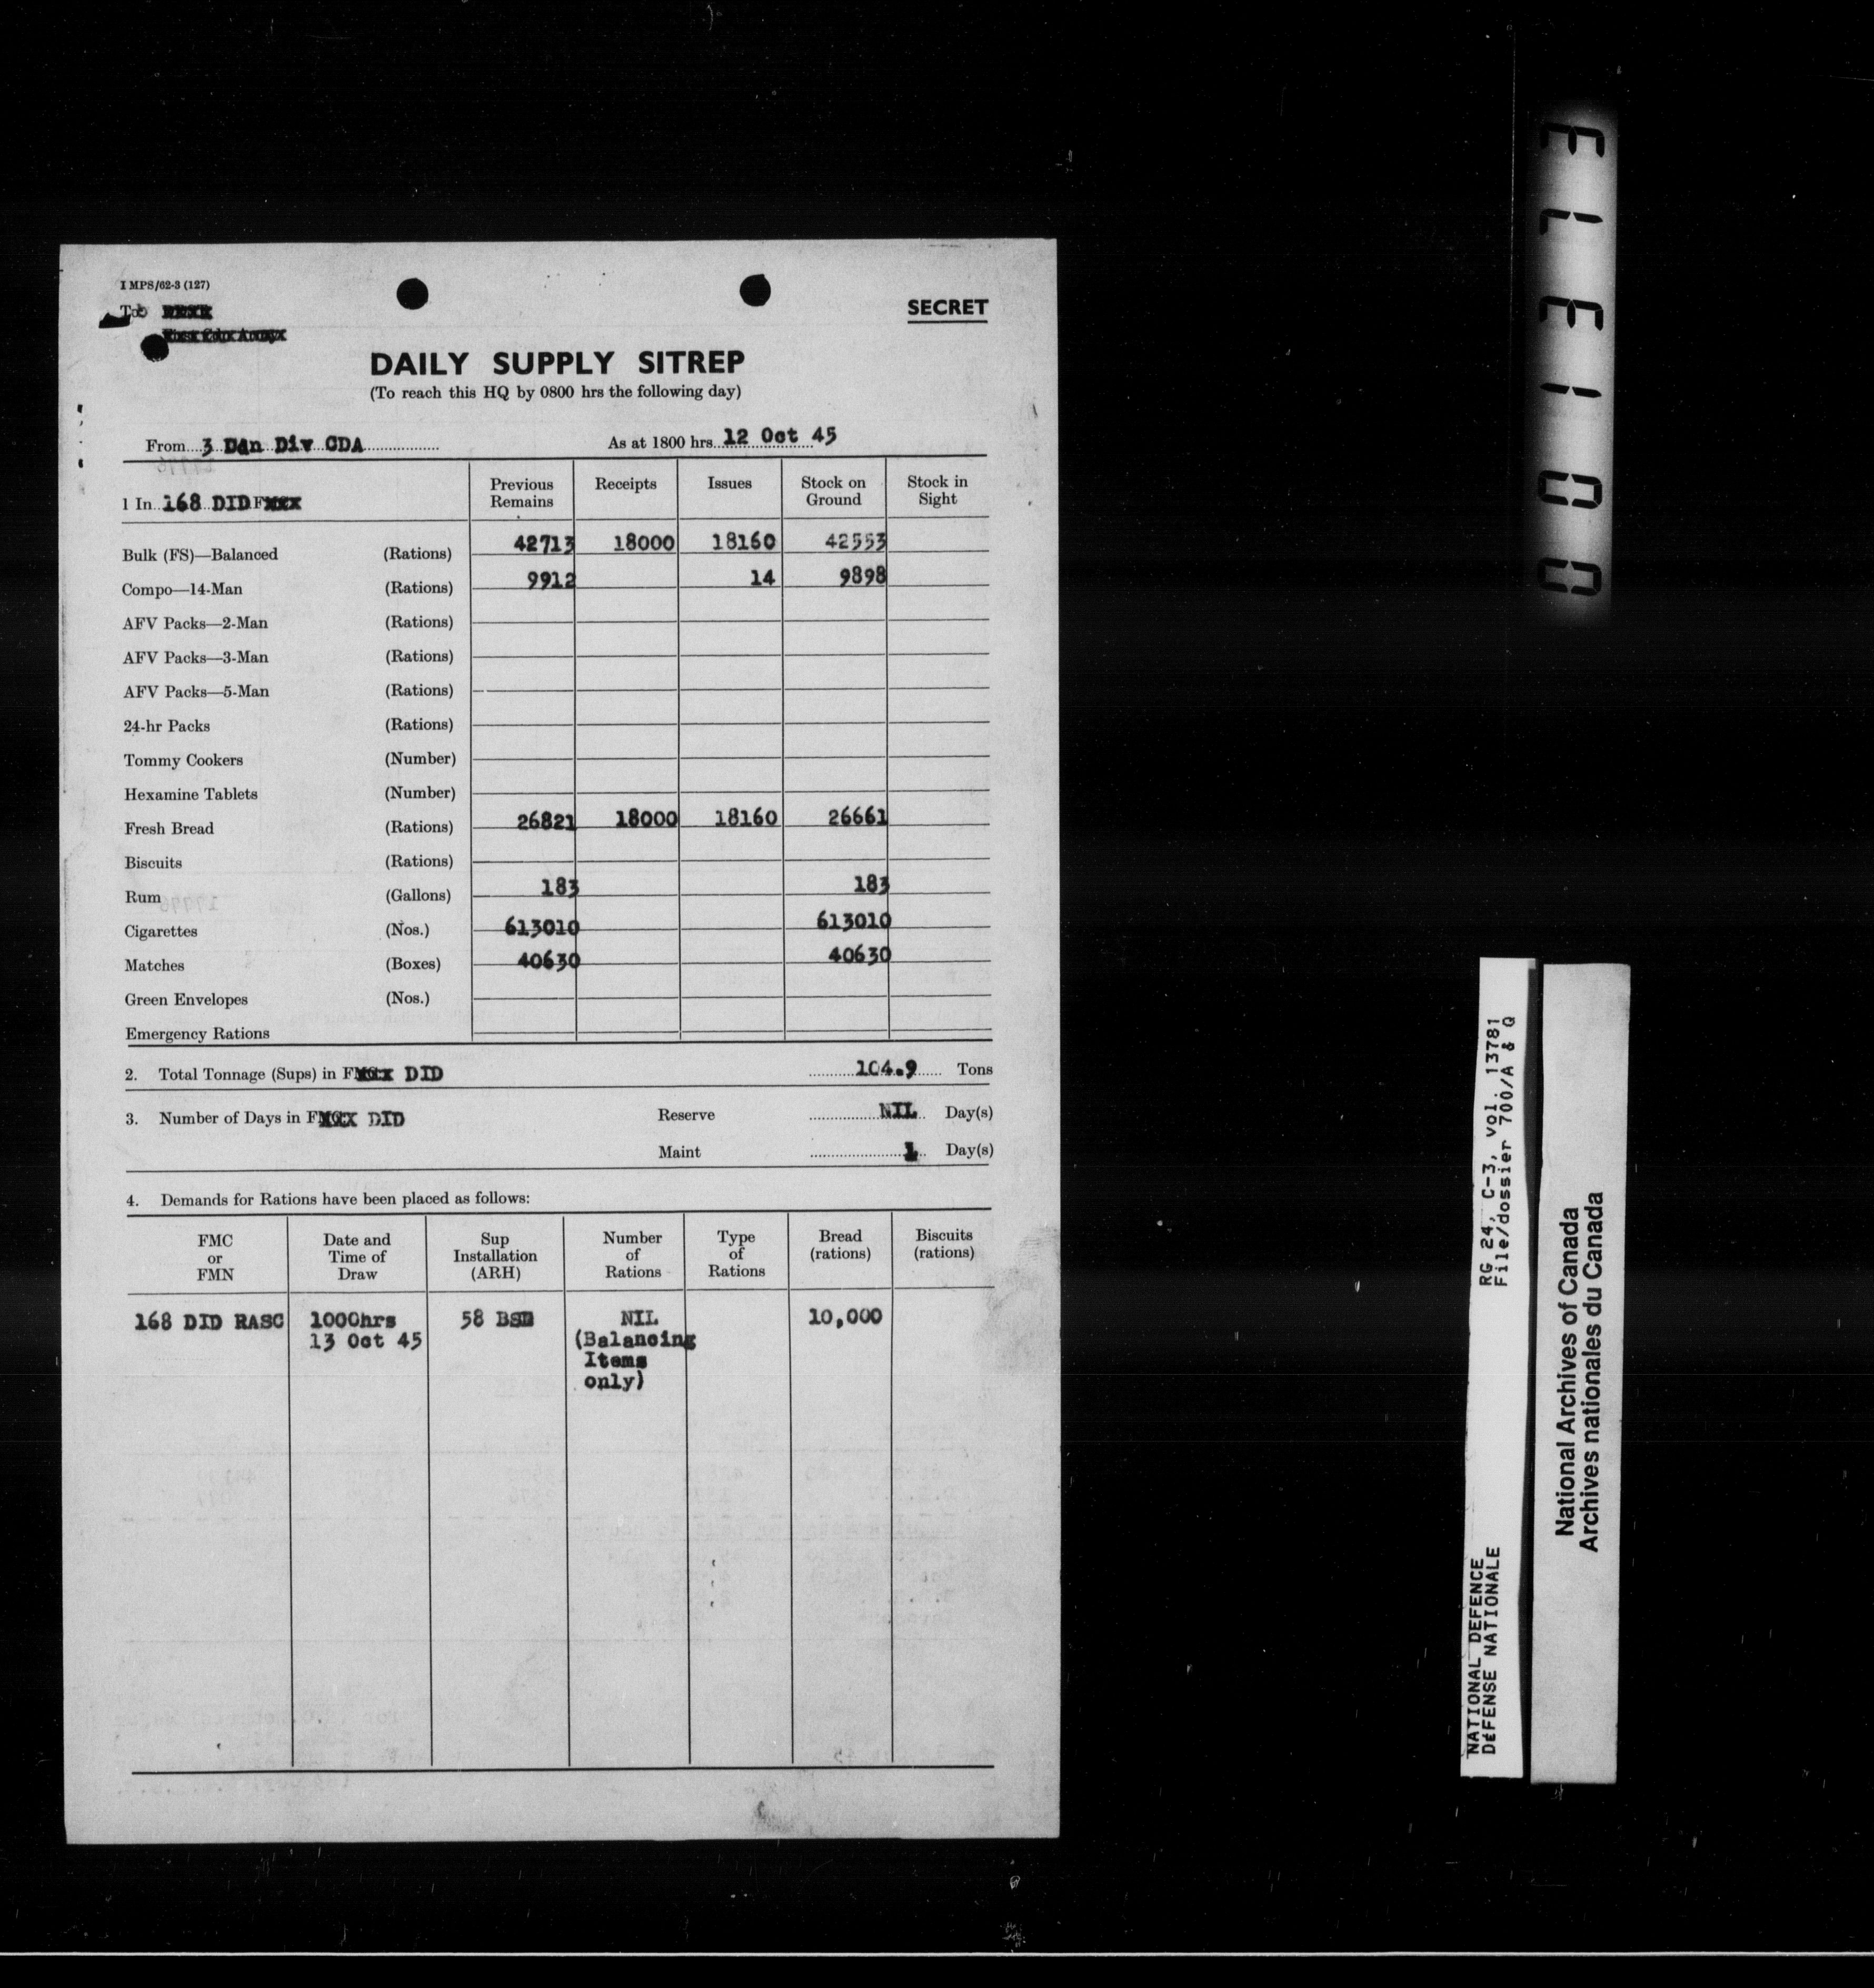 I MPS/62-3 (127)
To
SECRET
DAILY SUPPLY SITREP
(To reach this HQ by 0800 hrs the following day)
From 3 Cdn Div CDA As at 1800 hrs 12 Oct 45
1 In 168 DID Previous Remains Receipts Issues Stock on Ground Stock in Sight
Bulk (FS)—Balanced (Rations) 42713 18000 18160 42553
Compo—14-Man (Rations) 9912 14 9898
AFV Packs—2-Man (Rations)
AFV Packs—3-Man (Rations)
AFV Packs—5-Man (Rations)
24-hr Packs (Rations)
Tommy Cookers (Number)
Hexamine Tablets (Number)
Fresh Bread (Rations) 26821 18000 18160 26661
Biscuits (Rations)
Rum (Gallons) 183 183
Cigarettes (Nos.) 613010 613010
Matches (Boxes) 40630 40630
Green Envelopes (Nos.)
Emergency Rations
2. Total Tonnage (Sups) in DID 104.9 Tons
3. Number of Days in DID Reserve NIL Day(s)
Maint 1 Day(s)
4. Demands for Rations have been placed as follows:
FMC or FMN Date and Time of Draw Sup Installation (ARH) Number of Rations Type of Rations Bread (rations) Biscuits (rations)
168 DID RASC 1000hrs 58 BSD NIL 10,000
13 Oct 45 (Balancing
Items
only)
NATIONAL DEFENCE RG 24, C-3, vol. 13781
DéFENSE NATIONALE File/dossier 700/A & Q
National Archives of Canada
Archives nationales du Canada